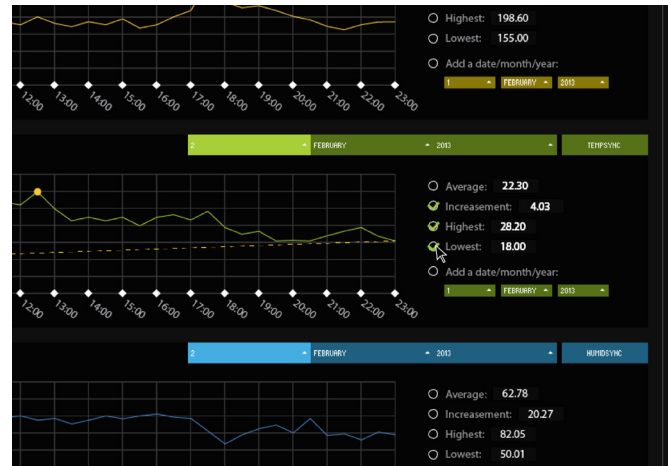 Highest: 198.60
Lowest: 155.00
Add a date/month/year:
1 FEBRUARY 2013
12:00 13:00 14:00 15:00 16:00 17:00 18:00 19:00 20:00 21:00 22:00 23:00
2 FEBRUARY 2013 TEMPSYNC
Average: 22.30
Increasement: 4.03
Highest: 28.20
Lowest: 18.00
Add a date/month/year:
1 FEBRUARY 2013
12:00 13:00 14:00 15:00 16:00 17:00 18:00 19:00 20:00 21:00 22:00 23:00
2 FEBRUARY 2013 HUMIDSYNC
Average: 62.78
Increasement: 20.27
Highest: 82.05
Lowest: 50.01